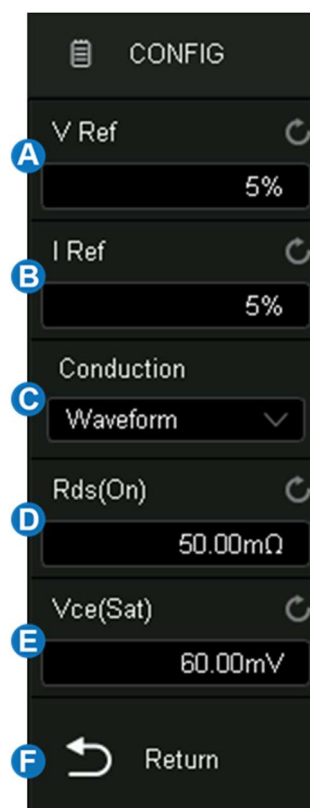 CONFIG
V Ref
A
5%
I Ref
B
5%
Conduction
C
Waveform
Rds(On)
D
50.00mΩ
Vce(Sat)
E
60.00mV
F Return